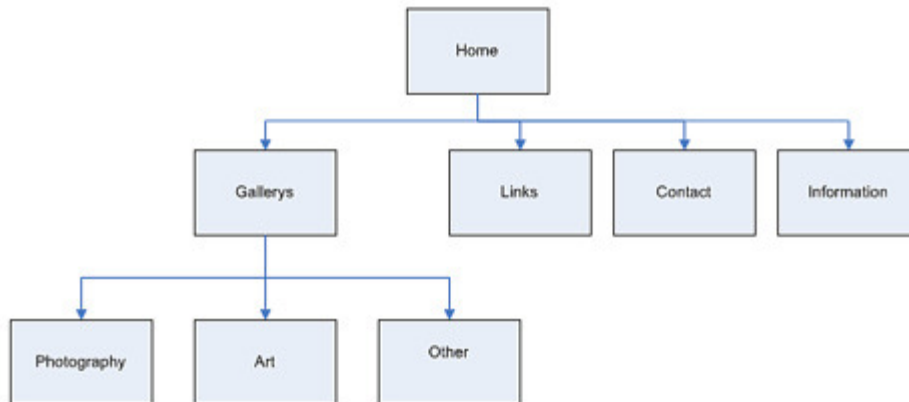 Home
Gallerys
Links
Contact
Information
Photography
Art
Other